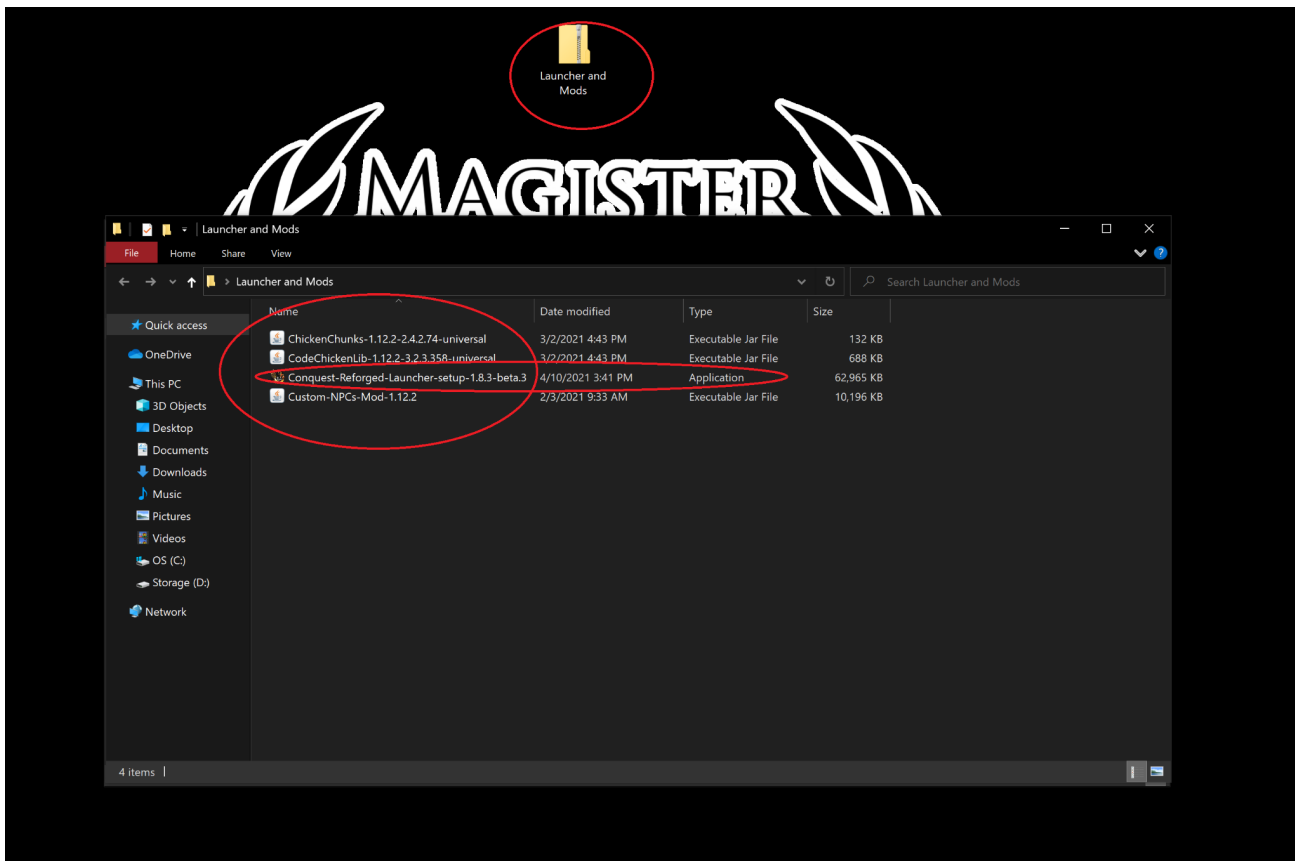 Launcher and
Mods
MAGISTER
Launcher and Mods
File Home Share View
Launcher and Mods
Search Launcher and Mods
Name Date modified Type Size
Quick access
OneDrive
This PC
3D Objects
Desktop
Documents
Downloads
Music
Pictures
Videos
OS (C:)
Storage (D:)
Network
ChickenChunks-1.12.2-2.4.2.74-universal 3/2/2021 4:43 PM Executable Jar File 132 KB
CodeChickenLib-1.12.2-3.2.3.358-universal 3/2/2021 4:43 PM Executable Jar File 688 KB
Conquest-Reforged-Launcher-setup-1.8.3-beta.3 4/10/2021 3:41 PM Application 62,965 KB
Custom-NPCs-Mod-1.12.2 2/3/2021 9:33 AM Executable Jar File 10,196 KB
4 items